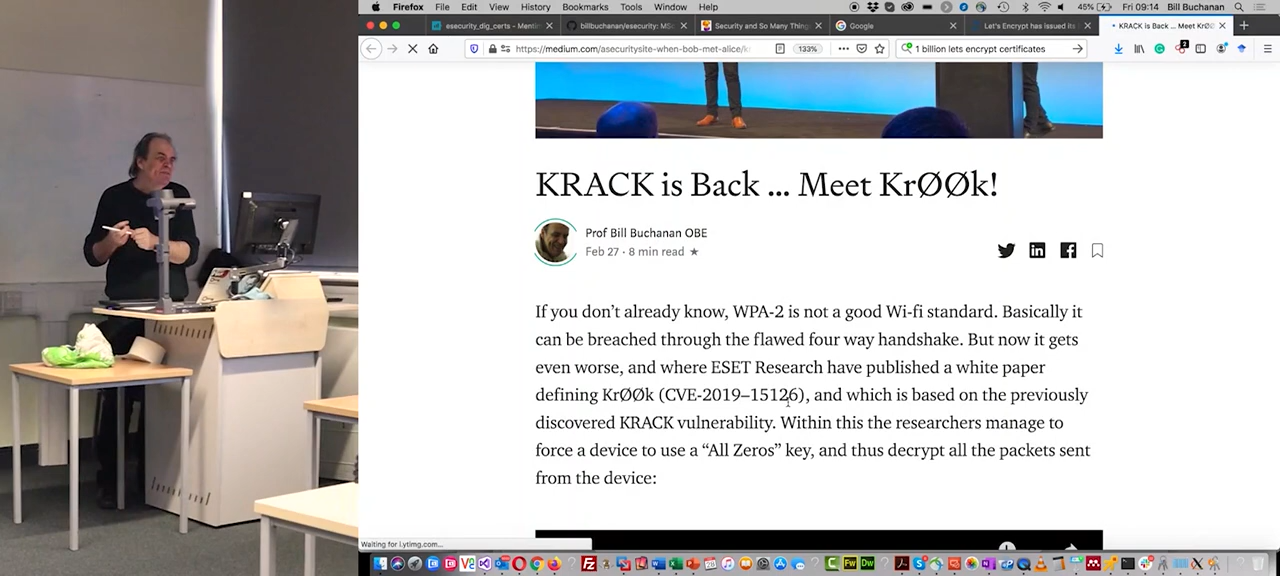 Firefox File Edit View History Bookmarks Tools Window Help 45% Fri 09:14 Bill Buchanan
esecurity_dig_certs - Menti
billbuchanan/esecurity: MS
Security and So Many Thing
Google
Let's Encrypt has issued its
KRACK is Back ... Meet KrØØ
https://medium.com/asecuritysite-when-bob-met-alice/k
133%
1 billion lets encrypt certificates
KRACK is Back ... Meet KrØØk!
Prof Bill Buchanan OBE
Feb 27 · 8 min read ★
If you don't already know, WPA-2 is not a good Wi-fi standard. Basically it
can be breached through the flawed four way handshake. But now it gets
even worse, and where ESET Research have published a white paper
defining KrØØk (CVE-2019–15126), and which is based on the previously
discovered KRACK vulnerability. Within this the researchers manage to
force a device to use a “All Zeros” key, and thus decrypt all the packets sent
from the device:
Waiting for i.ytimg.com...